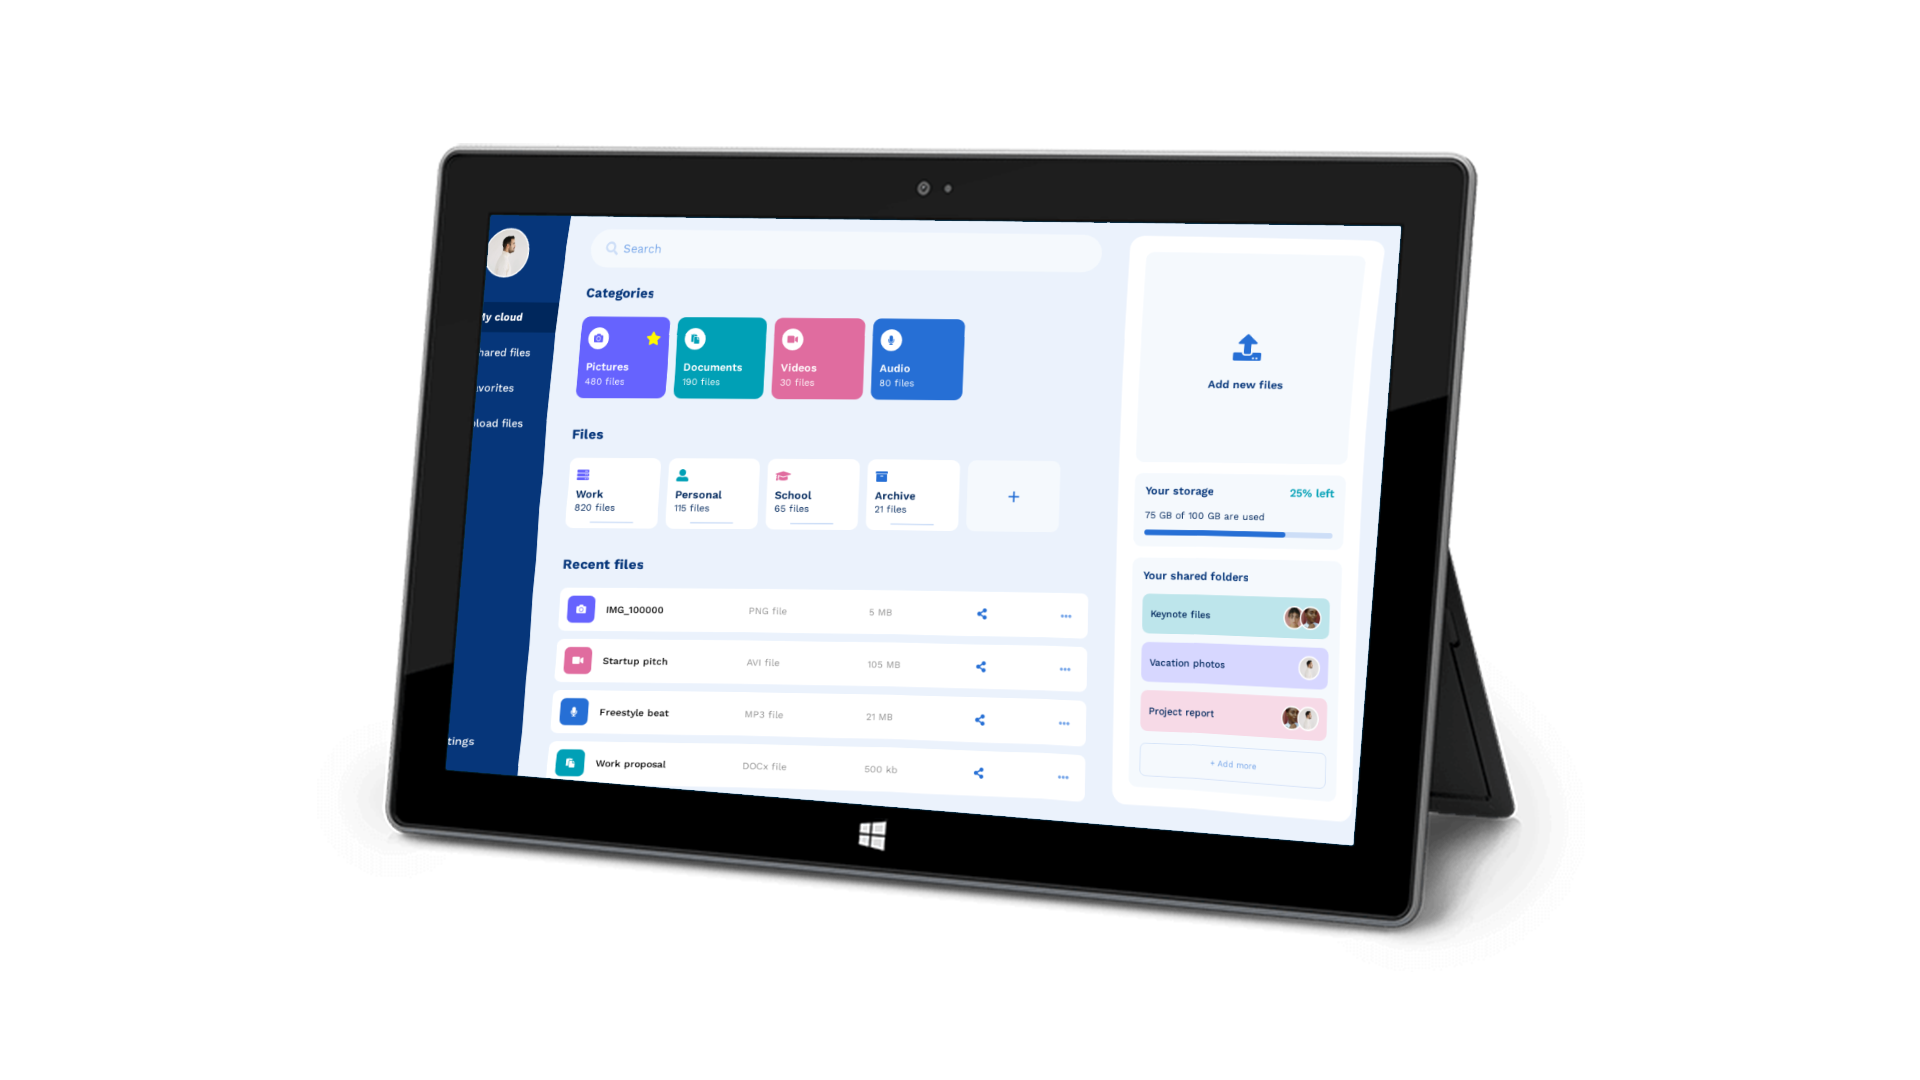 Search
Categories
Pictures
480 files
Documents
190 files
Videos
30 files
Audio
80 files
My cloud
hared files
avorites
load files
tings
Files
Work
820 files
Personal
115 files
School
65 files
Archive
21 files
+
Recent files
IMG_100000 PNG file 5 MB
Startup pitch AVI file 105 MB
Freestyle beat MP3 file 21 MB
Work proposal DOCx file 500 kb
Add new files
Your storage 25% left
75 GB of 100 GB are used
Your shared folders
Keynote files
Vacation photos
Project report
+ Add more